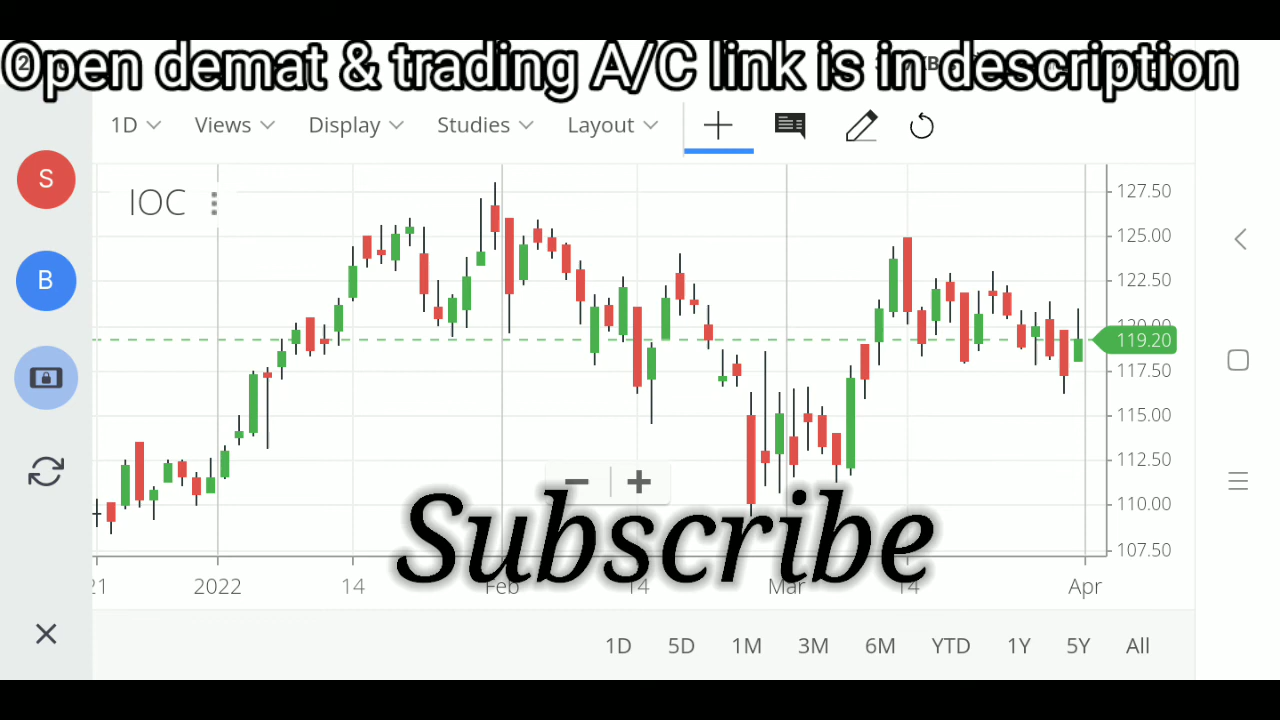 Open demat & trading A/C link is in description
1D Views Display Studies Layout
S
IOC
127.50
125.00
B
122.50
120.00
119.20
117.50
115.00
112.50
110.00
Subscribe
107.50
21 2022 14 Feb 14 Mar 14 Apr
1D 5D 1M 3M 6M YTD 1Y 5Y All